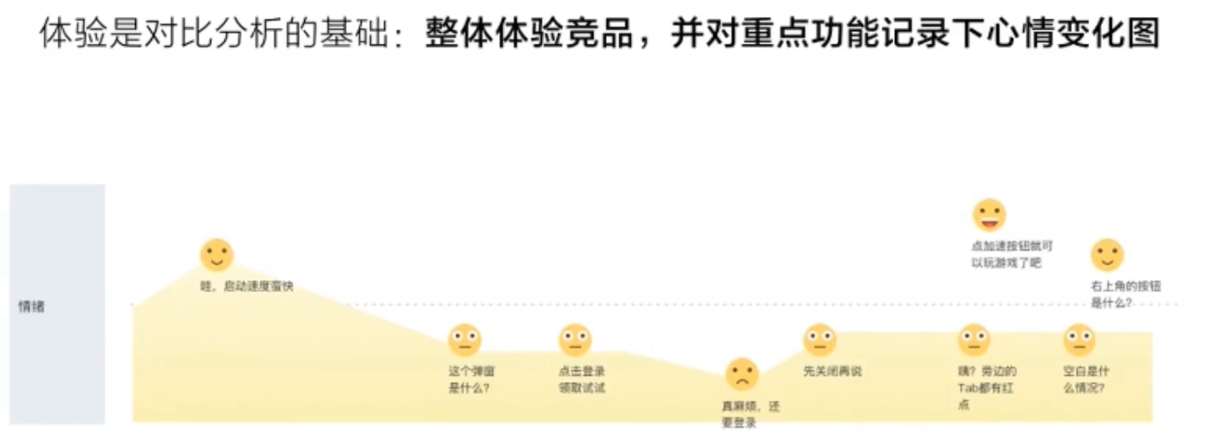 体验是对比分析的基础：整体体验竞品，并对重点功能记录下心情变化图
情绪
哇，启动速度蛮快
这个弹窗
是什么？
点击登录
领取试试
真麻烦，还
要登录
先关闭再说
点加速按钮就可
以玩游戏了吧
咦？旁边的
Tab都有红
点
右上角的按钮
是什么？
空白是什
么情况？